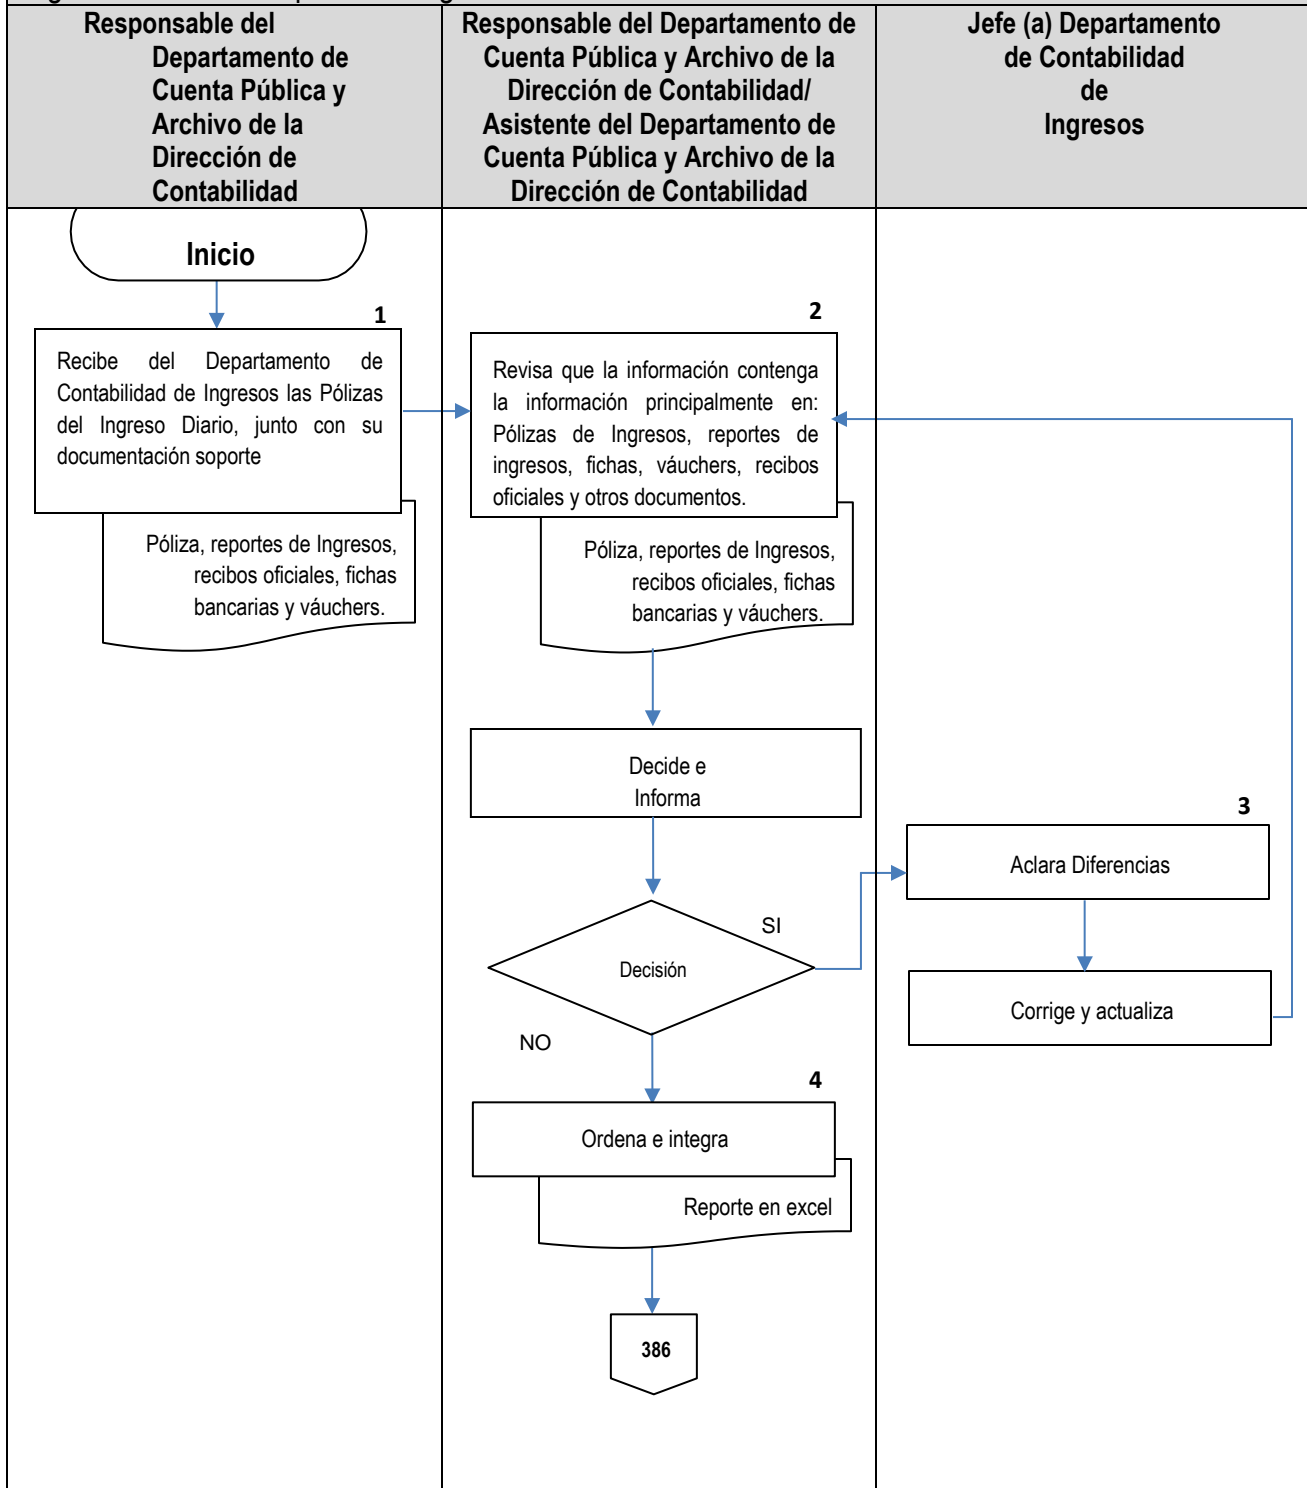 Responsable del
Departamento de
Cuenta Pública y
Archivo de la
Dirección de
Contabilidad
Responsable del Departamento de
Cuenta Pública y Archivo de la
Dirección de Contabilidad/
Asistente del Departamento de
Cuenta Pública y Archivo de la
Dirección de Contabilidad
Jefe (a) Departamento
de Contabilidad
de
Ingresos
Inicio
1
Recibe del Departamento de
Contabilidad de Ingresos las Pólizas
del Ingreso Diario, junto con su
documentación soporte
Póliza, reportes de Ingresos,
recibos oficiales, fichas
bancarias y váuchers.
2
Revisa que la información contenga
la información principalmente en:
Pólizas de Ingresos, reportes de
ingresos, fichas, váuchers, recibos
oficiales y otros documentos.
Póliza, reportes de Ingresos,
recibos oficiales, fichas
bancarias y váuchers.
Decide e
Informa
3
Aclara Diferencias
SI
Decisión
Corrige y actualiza
NO
4
Ordena e integra
Reporte en excel
386